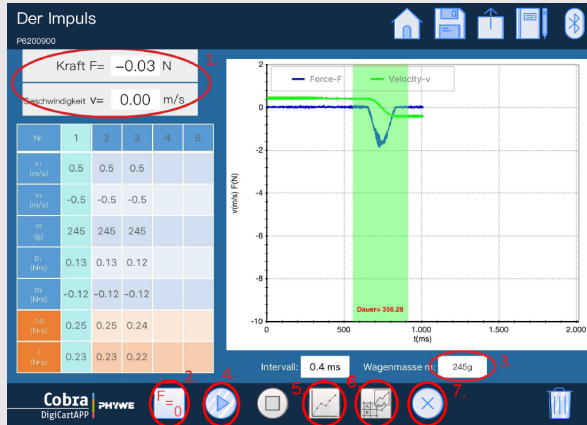 Der Impuls
P6200900
Kraft F= −0.03 N
1.
Geschwindigkeit v= 0.00 m/s
Nr. 1 2 3 4 5
v₁ (m/s) 0.5 0.5 0.5
v₂ (m/s) -0.5 -0.5 -0.5
m (g) 245 245 245
p₁ (N•s) 0.13 0.13 0.12
p₂ (N•s) -0.12 -0.12 -0.12
Δp (N•s) 0.25 0.25 0.24
I (N•s) 0.23 0.23 0.22
Force-F Velocity-v
v(m/s) F(N)
2
0
-2
-4
-6
-8
-10
Dauer= 356.28
0 500 1.000 1.500 2.000
t(ms)
Intervall: 0.4 ms Wagenmasse m: 245g 3.
2. 4. 5. 6. 7.
F=0
Cobra PHYWE
DigiCartAPP